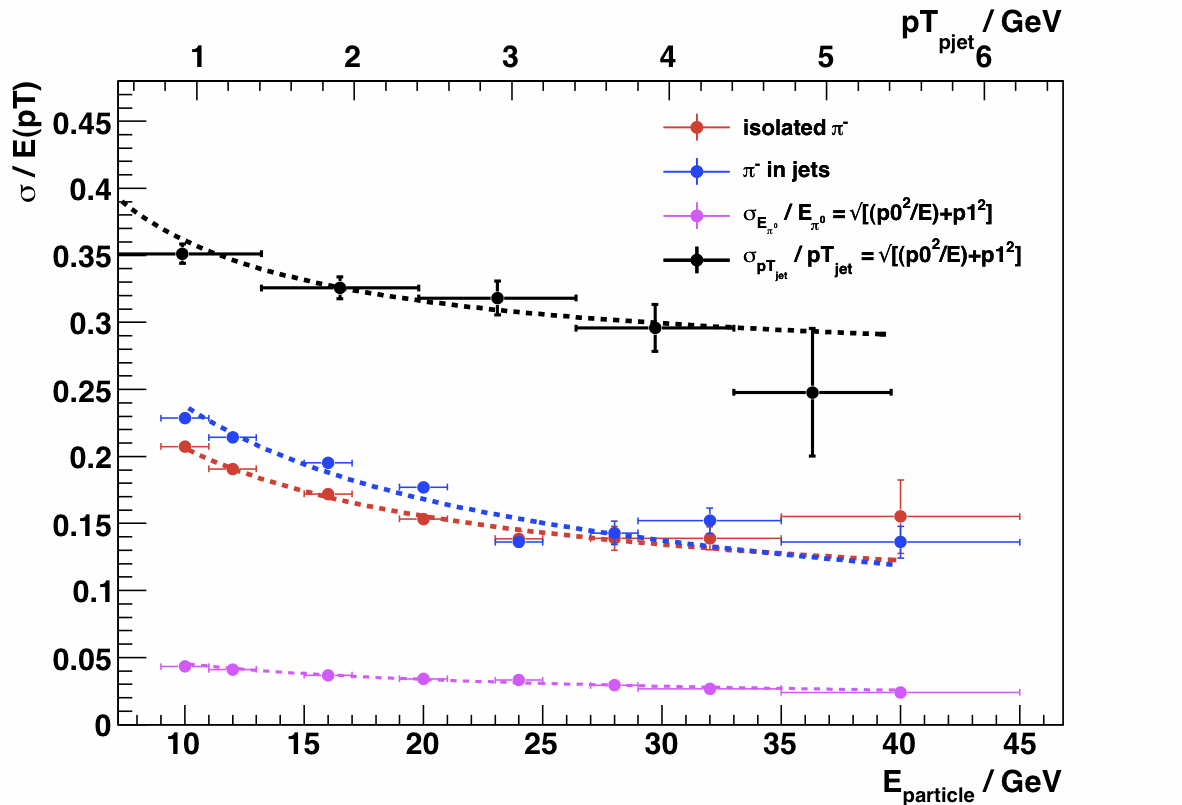 pT_pjet / GeV
1 2 3 4 5 6
σ / E(pT)
0.45
0.4
0.35
0.3
0.25
0.2
0.15
0.1
0.05
0
isolated π⁻
π⁻ in jets
σ_E_π⁰ / E_π⁰ = √[(p0²/E)+p1²]
σ_pT_jet / pT_jet = √[(p0²/E)+p1²]
10 15 20 25 30 35 40 45
E_particle / GeV